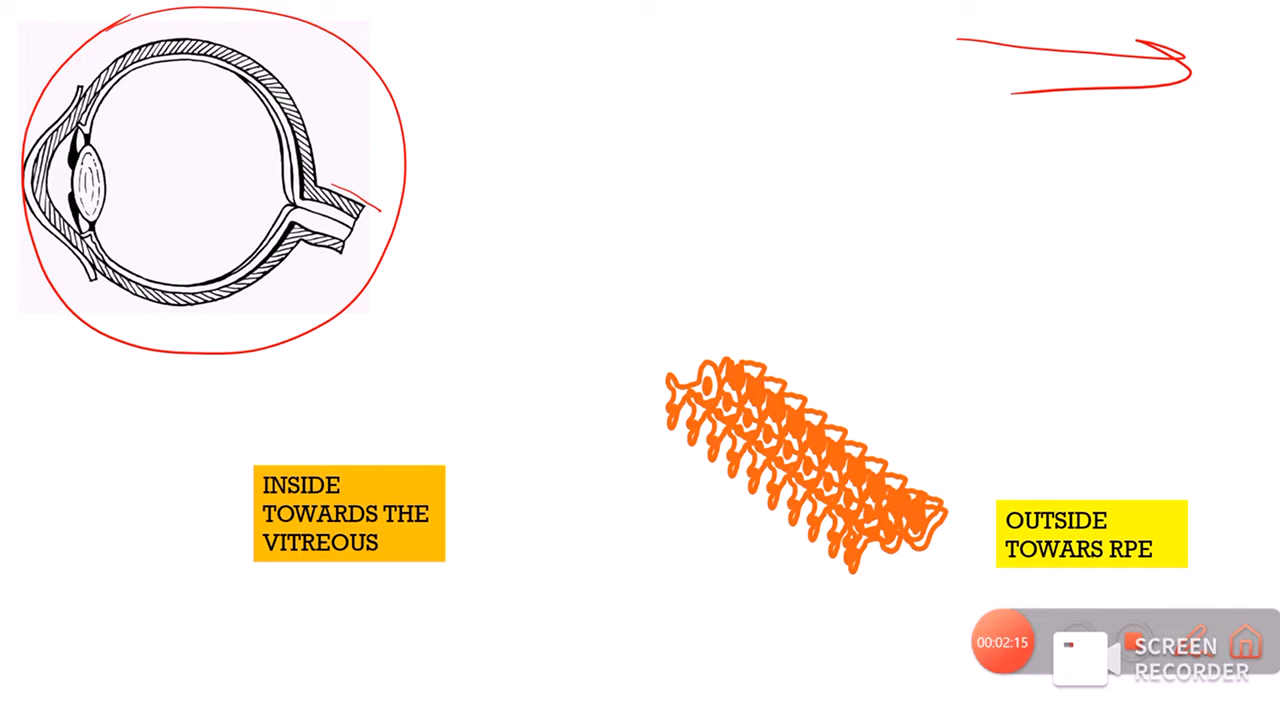 INSIDE
TOWARDS THE
VITREOUS
OUTSIDE
TOWARS RPE
00:02:15
SCREEN
RECORDER